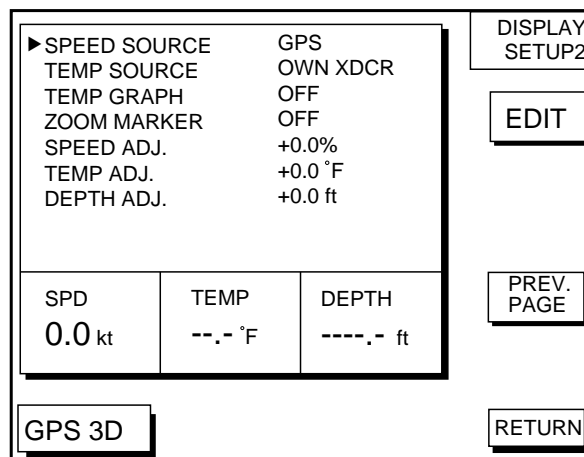 ▶SPEED SOURCE GPS
TEMP SOURCE OWN XDCR
TEMP GRAPH OFF
ZOOM MARKER OFF
SPEED ADJ. +0.0%
TEMP ADJ. +0.0 °F
DEPTH ADJ. +0.0 ft
SPD TEMP DEPTH
0.0 kt --.- °F ----.- ft
GPS 3D
DISPLAY
SETUP2
EDIT
PREV.
PAGE
RETURN